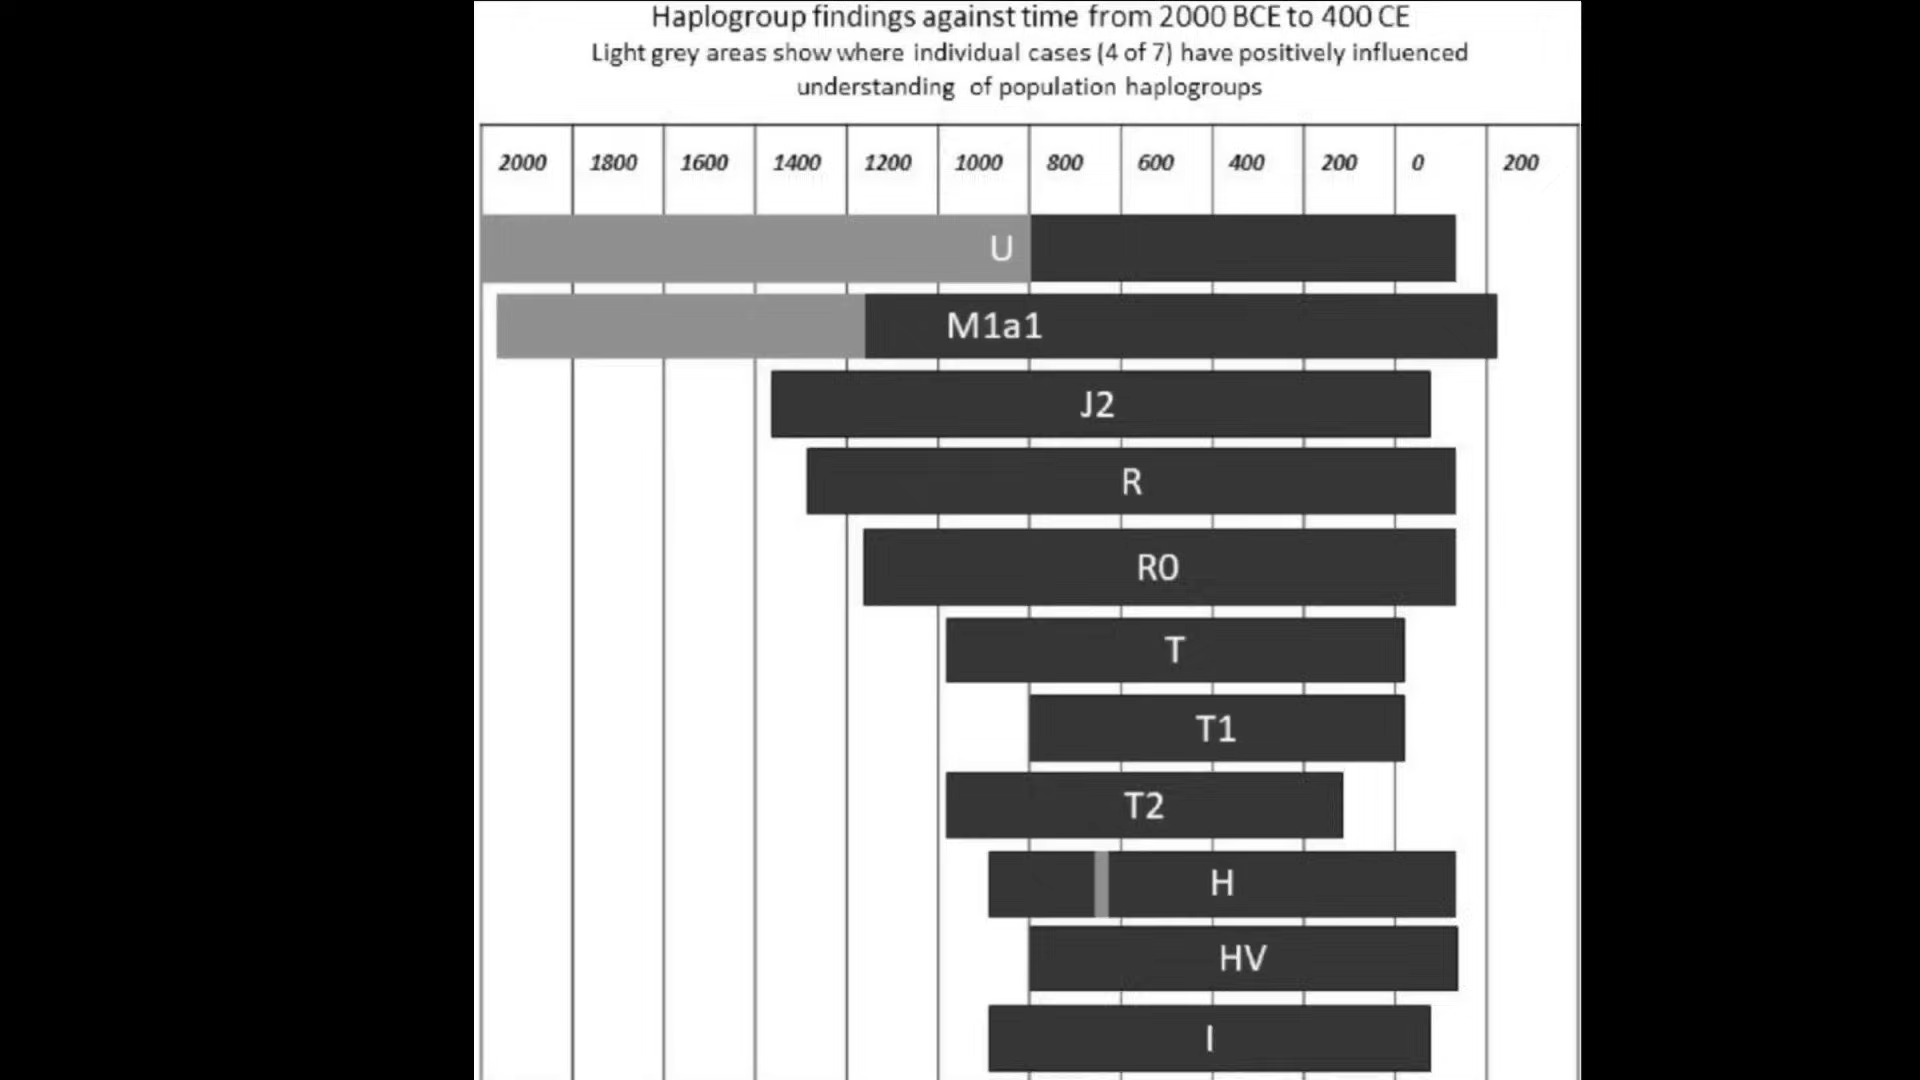 Haplogroup findings against time from 2000 BCE to 400 CE
Light grey areas show where individual cases (4 of 7) have positively influenced
understanding of population haplogroups
2000 1800 1600 1400 1200 1000 800 600 400 200 0 200
U
M1a1
J2
R
R0
T
T1
T2
H
HV
I